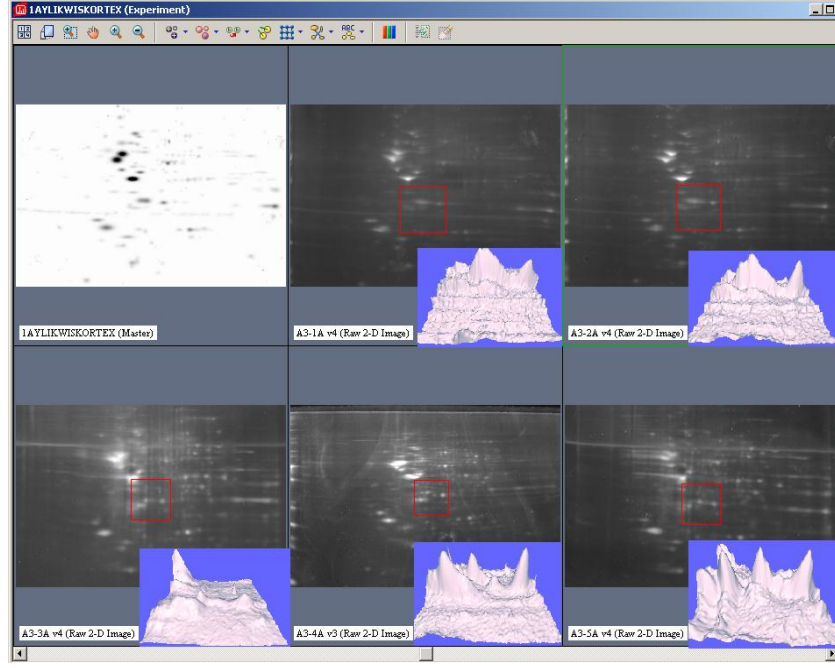 1AYLIKWISKORTEX (Experiment)
ABC
1AYLIKWISKORTEX (Master)
A3-1A v4 (Raw 2-D Image)
A3-2A v4 (Raw 2-D Image)
A3-3A v4 (Raw 2-D Image)
A3-4A v3 (Raw 2-D Image)
A3-5A v4 (Raw 2-D Image)